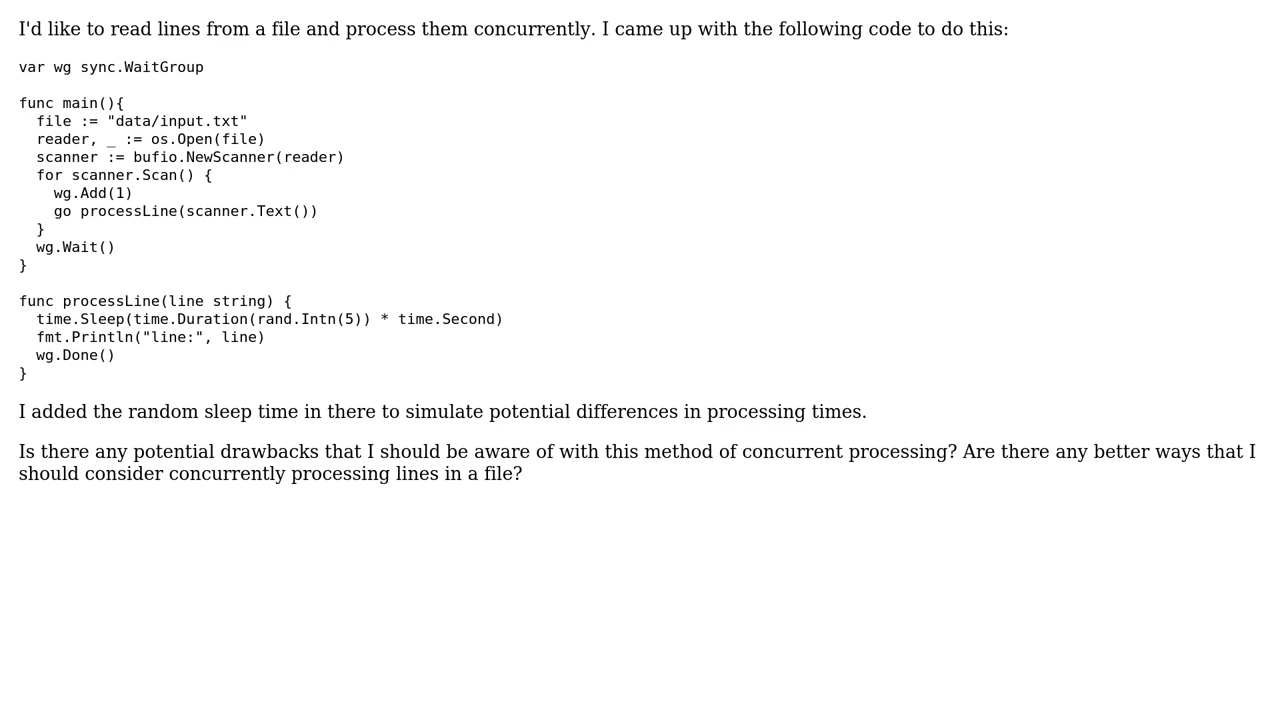 I'd like to read lines from a file and process them concurrently. I came up with the following code to do this:
var wg sync.WaitGroup
func main(){
  file := "data/input.txt"
  reader, _ := os.Open(file)
  scanner := bufio.NewScanner(reader)
  for scanner.Scan() {
    wg.Add(1)
    go processLine(scanner.Text())
  }
  wg.Wait()
}
func processLine(line string) {
  time.Sleep(time.Duration(rand.Intn(5)) * time.Second)
  fmt.Println("line:", line)
  wg.Done()
}
I added the random sleep time in there to simulate potential differences in processing times.
Is there any potential drawbacks that I should be aware of with this method of concurrent processing? Are there any better ways that I
should consider concurrently processing lines in a file?